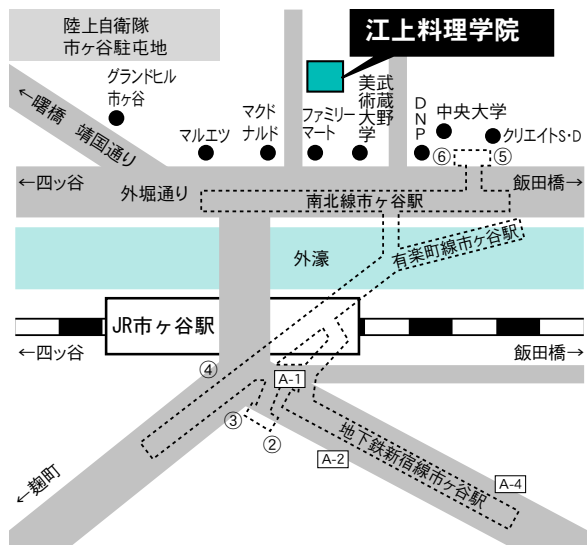 陸上自衛隊
市ヶ谷駐屯地
江上料理学院
グランドヒル
市ヶ谷
←曙橋 靖国通り
マルエツ
マクド
ナルド
ファミリー
マート
武蔵野
美術大学
DNP
中央大学
クリエイトS・D
⑥
⑤
←四ッ谷
外堀通り
飯田橋→
南北線市ヶ谷駅
有楽町線市ヶ谷駅
外濠
JR市ヶ谷駅
←四ッ谷
飯田橋→
④
A-1
③
②
地下鉄新宿線市ヶ谷駅
A-2
A-4
←麹町